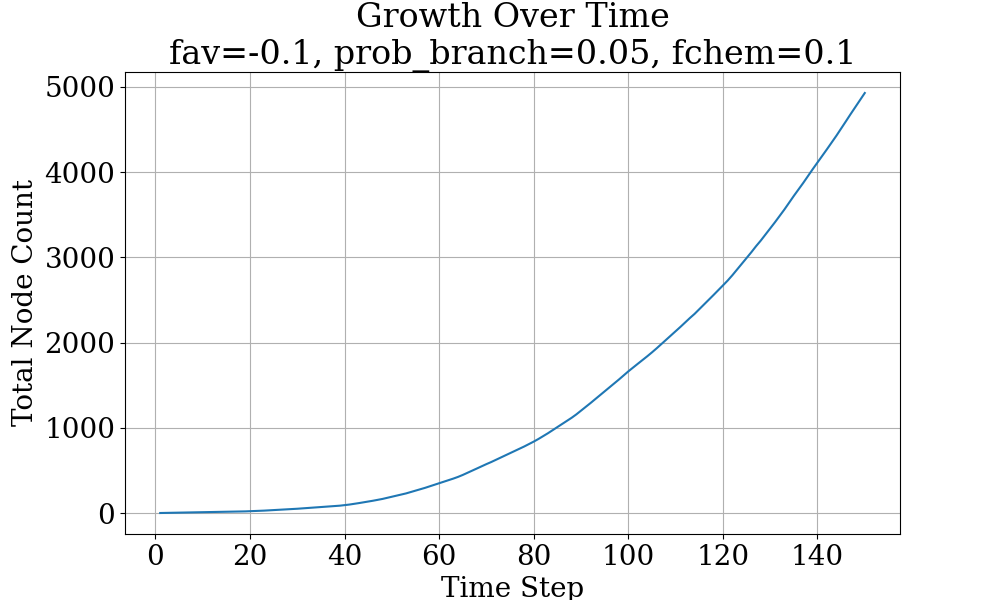 Growth Over Time
fav=-0.1, prob_branch=0.05, fchem=0.1
5000
4000
3000
2000
1000
0
Total Node Count
0 20 40 60 80 100 120 140
Time Step